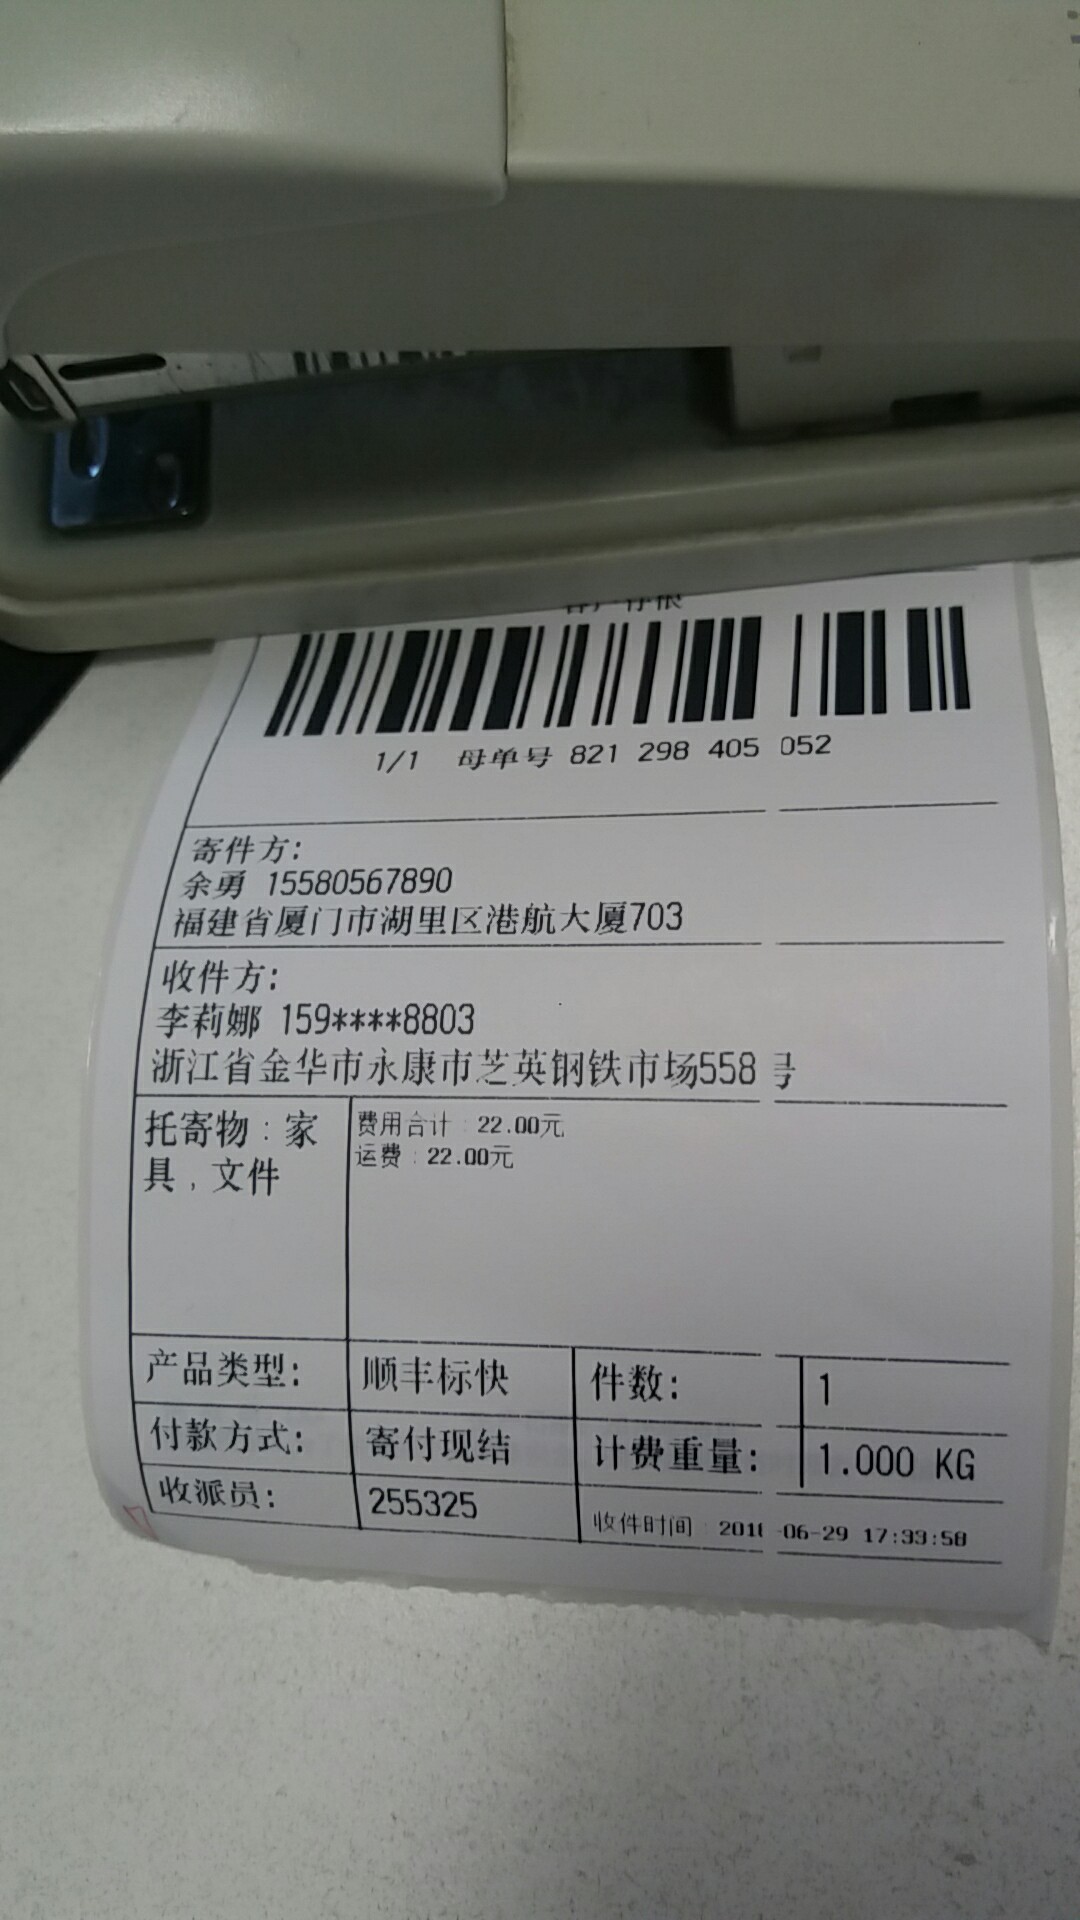 客户存根
1/1 母单号 821 298 405 052
寄件方:
余勇 15580567890
福建省厦门市湖里区港航大厦703
收件方:
李莉娜 159****8803
浙江省金华市永康市芝英钢铁市场558号
托寄物:家
具,文件
费用合计:22.00元
运费:22.00元
产品类型: 顺丰标快 件数: 1
付款方式: 寄付现结 计费重量: 1.000 KG
收派员: 255325 收件时间:2018-06-29 17:33:58